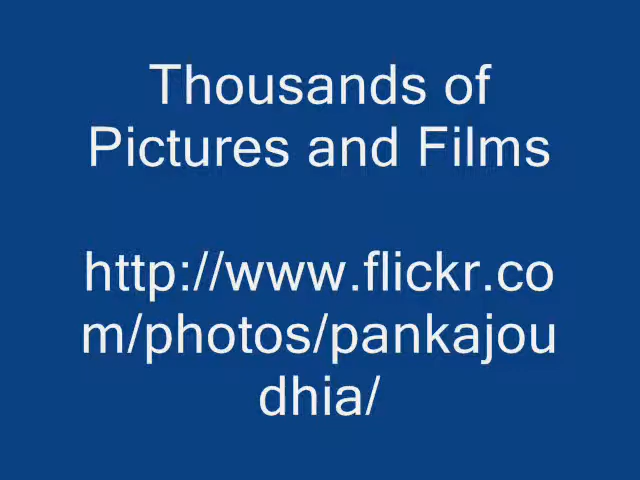 Thousands of
Pictures and Films
http://www.flickr.co
m/photos/pankajou
dhia/